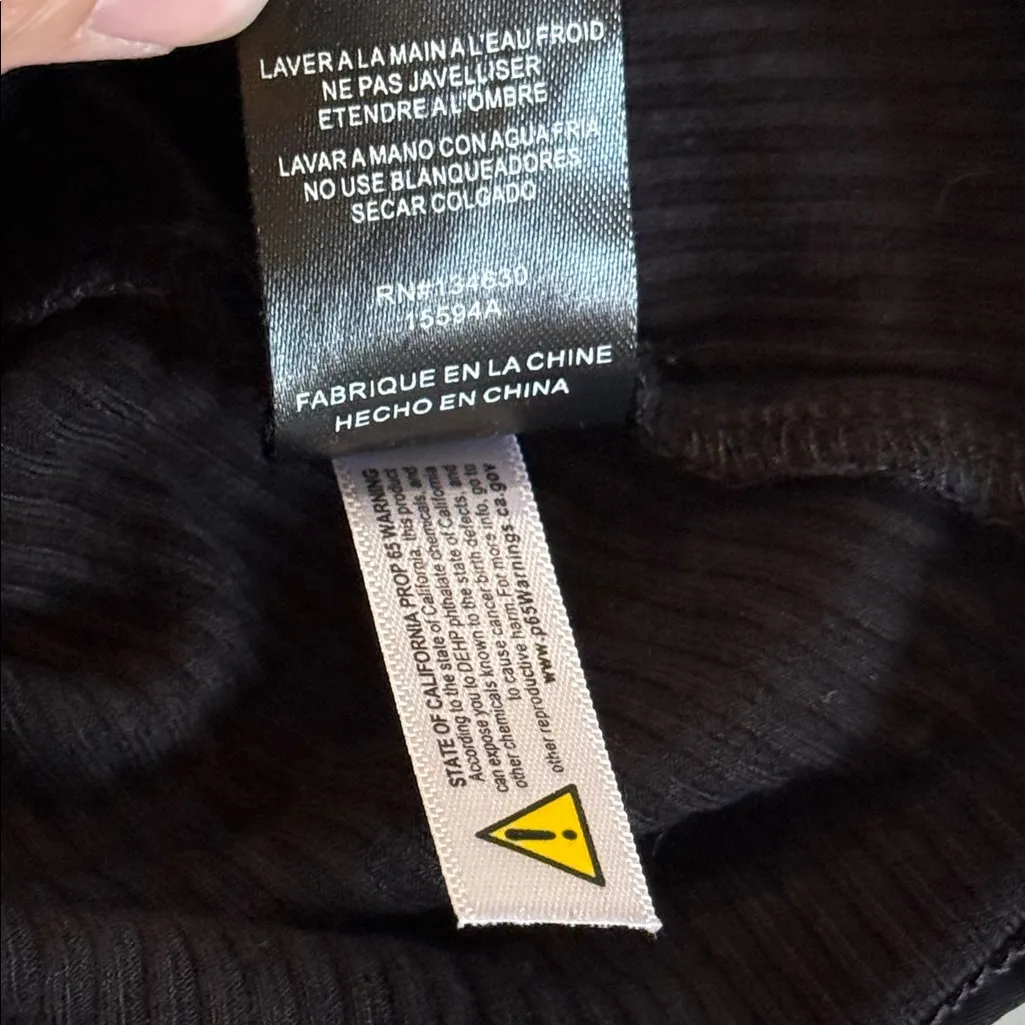 LAVER A LA MAIN A L'EAU FROID
NE PAS JAVELLISER
ETENDRE A L'OMBRE
LAVAR A MANO CON AGUA FRIA
NO USE BLANQUEADORES
SECAR COLGADO
RN#134630
15594A
FABRIQUE EN LA CHINE
HECHO EN CHINA
STATE OF CALIFORNIA PROP 65 WARNING
According to the state of California, this product
can expose you to DEHP phthalate chemicals, and
other chemicals known to the state of California
to cause cancer birth defects, and
other reproductive harm. For more info, go to
www.p65Warnings ca.gov